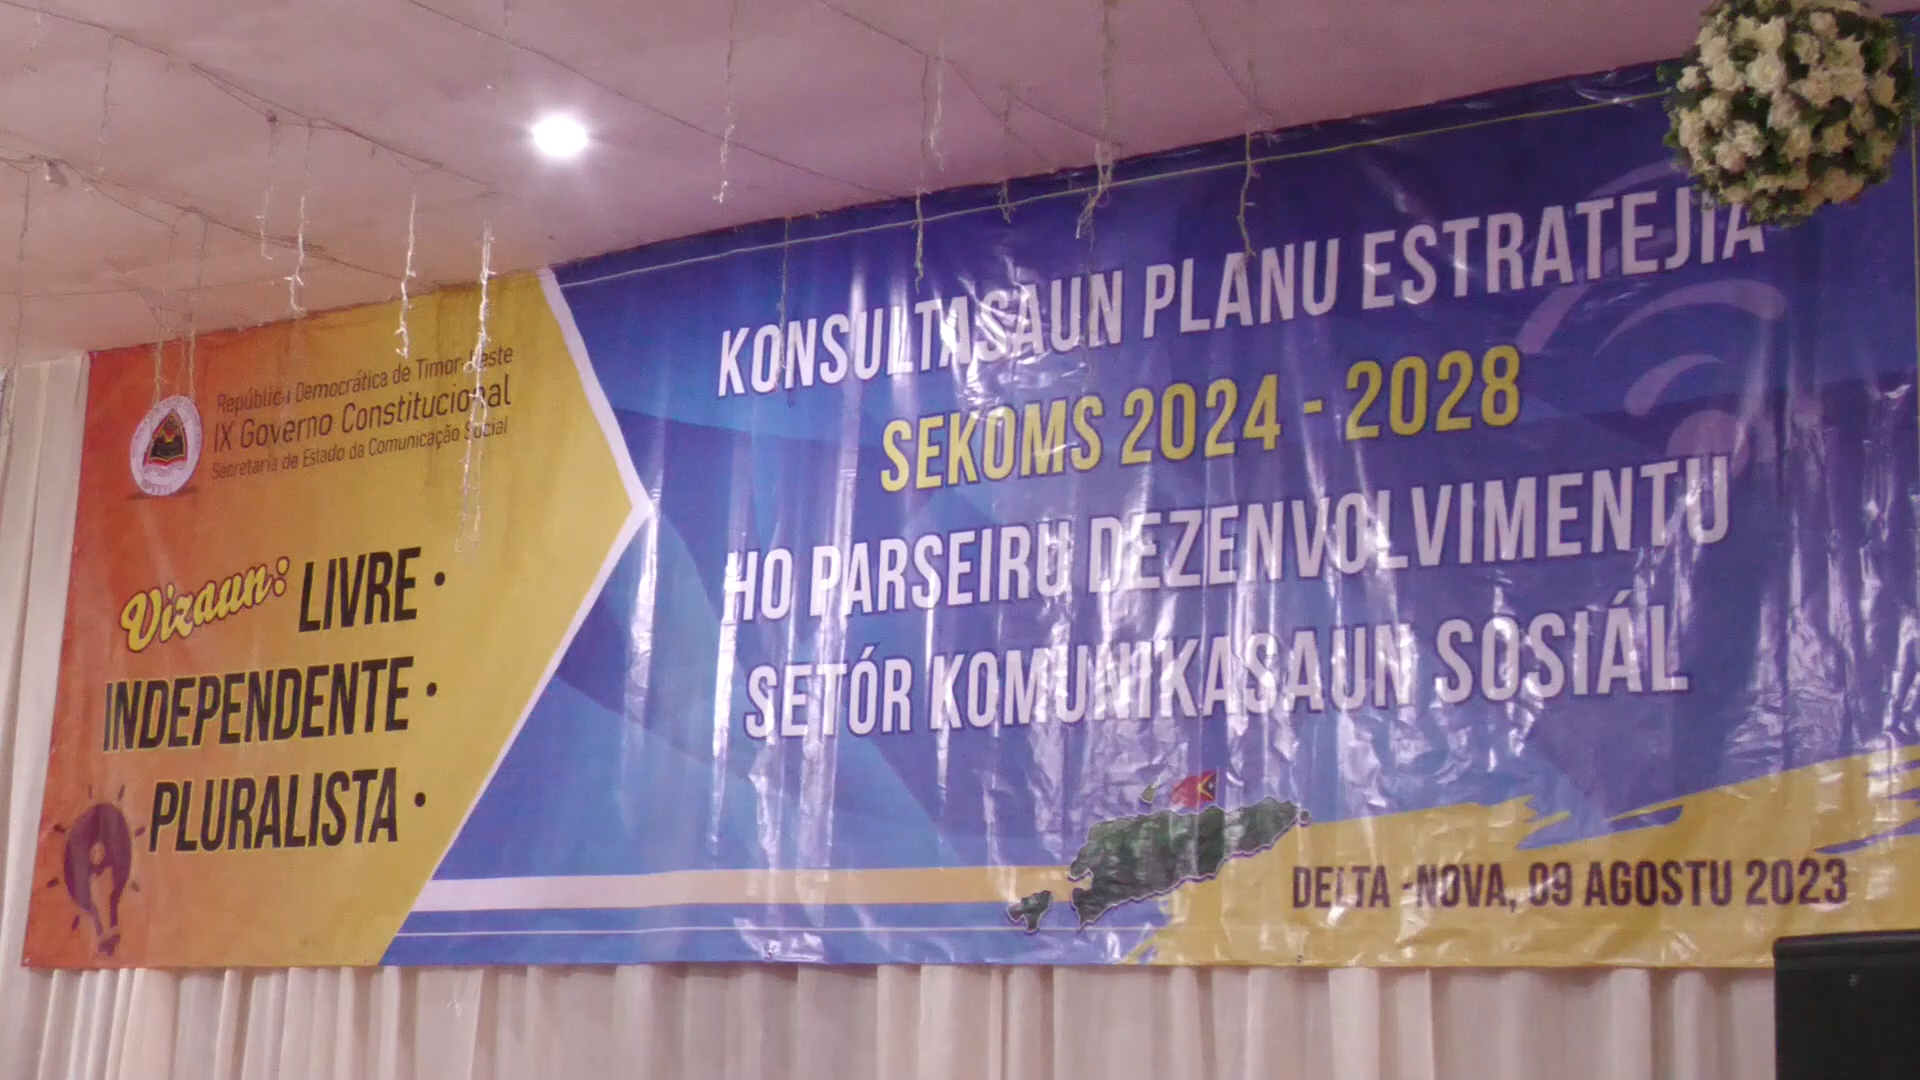 República Democrática de Timor-Leste
IX Governo Constitucional
Secretaria de Estado da Comunicação Social
Vizaun: LIVRE •
INDEPENDENTE •
PLURALISTA •
KONSULTASAUN PLANU ESTRATEJIA
SEKOMS 2024 - 2028
HO PARSEIRU DEZENVOLVIMENTU
SETÓR KOMUNIKASAUN SOSIÁL
DELTA -NOVA, 09 AGOSTU 2023